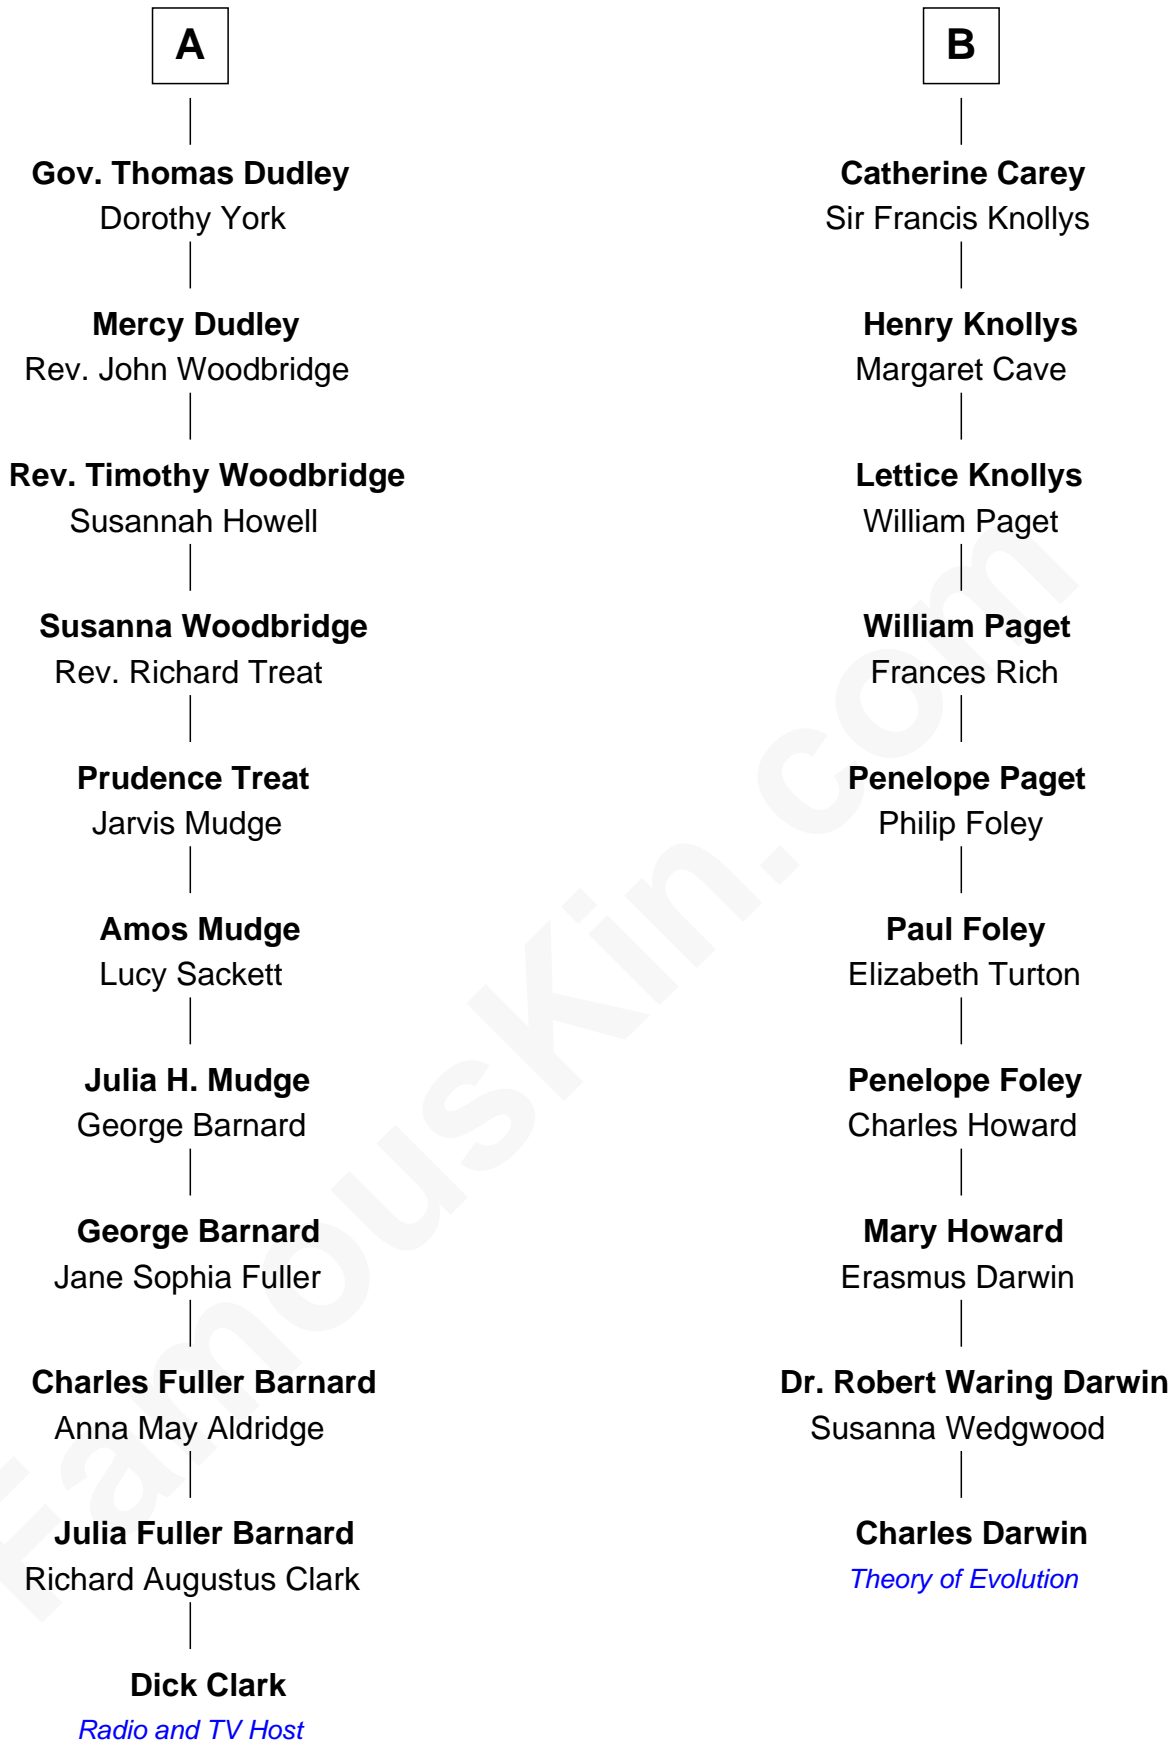 A
Gov. Thomas Dudley
Dorothy York
Mercy Dudley
Rev. John Woodbridge
Rev. Timothy Woodbridge
Susannah Howell
Susanna Woodbridge
Rev. Richard Treat
Prudence Treat
Jarvis Mudge
Amos Mudge
Lucy Sackett
Julia H. Mudge
George Barnard
George Barnard
Jane Sophia Fuller
Charles Fuller Barnard
Anna May Aldridge
Julia Fuller Barnard
Richard Augustus Clark
Dick Clark
Radio and TV Host
B
Catherine Carey
Sir Francis Knollys
Henry Knollys
Margaret Cave
Lettice Knollys
William Paget
William Paget
Frances Rich
Penelope Paget
Philip Foley
Paul Foley
Elizabeth Turton
Penelope Foley
Charles Howard
Mary Howard
Erasmus Darwin
Dr. Robert Waring Darwin
Susanna Wedgwood
Charles Darwin
Theory of Evolution
FamousKin.com